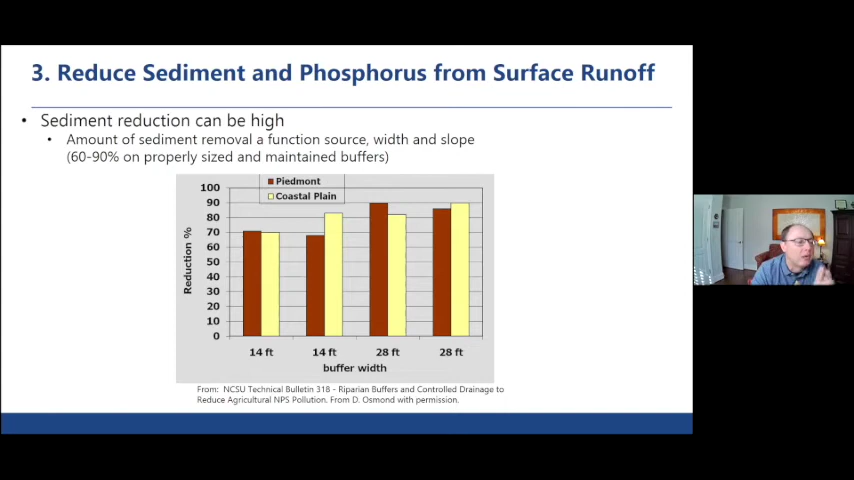 3. Reduce Sediment and Phosphorus from Surface Runoff
• Sediment reduction can be high
• Amount of sediment removal a function source, width and slope
(60-90% on properly sized and maintained buffers)
Piedmont
Coastal Plain
100
90
80
70
60
50
40
30
20
10
0
Reduction %
14 ft 14 ft 28 ft 28 ft
buffer width
From: NCSU Technical Bulletin 318 - Riparian Buffers and Controlled Drainage to
Reduce Agricultural NPS Pollution. From D. Osmond with permission.